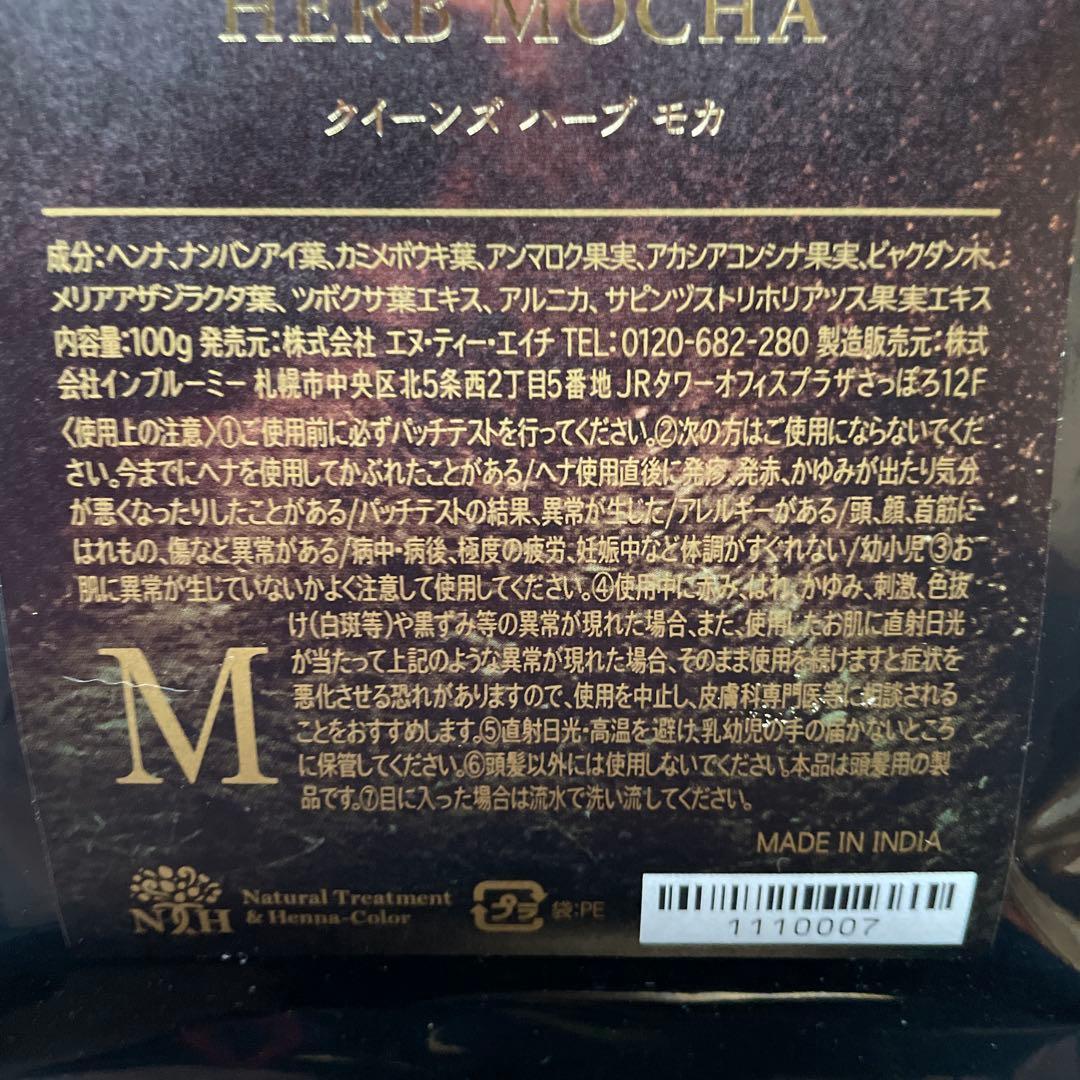 HERB MOCHA
クイーンズ ハーブ モカ
成分:ヘンナ、ナンバンアイ葉、カミメボウキ葉、アンマロク果実、アカシアコンシナ果実、ビャクダン木、
メリアアザジラクタ葉、ツボクサ葉エキス、アルニカ、サピンヅストリホリアツス果実エキス
内容量:100g 発売元:株式会社 エヌ・ティー・エイチ TEL:0120-682-280 製造販売元:株式
会社インブルーミー 札幌市中央区北5条西2丁目5番地 JRタワーオフィスプラザさっぽろ12F
〈使用上の注意〉①ご使用前に必ずパッチテストを行ってください。②次の方はご使用にならないでくだ
さい。今までにヘナを使用してかぶれたことがある/ヘナ使用直後に発疹、発赤、かゆみが出たり気分
が悪くなったりしたことがある/パッチテストの結果、異常が生じた/アレルギーがある/頭、顔、首筋に
はれもの、傷など異常がある/病中・病後、極度の疲労、妊娠中など体調がすぐれない/幼小児③お
肌に異常が生じていないかよく注意して使用してください。④使用中に赤み、はれ、かゆみ、刺激、色抜
け(白斑等)や黒ずみ等の異常が現れた場合、また、使用したお肌に直射日光
が当たって上記のような異常が現れた場合、そのまま使用を続けますと症状を
悪化させる恐れがありますので、使用を中止し、皮膚科専門医等に相談される
ことをおすすめします。⑤直射日光・高温を避け、乳幼児の手の届かないところ
に保管してください。⑥頭髪以外には使用しないでください。本品は頭髪用の製
品です。⑦目に入った場合は流水で洗い流してください。
M
MADE IN INDIA
NTH
Natural Treatment
& Henna-Color
プラ
袋:PE
1110007